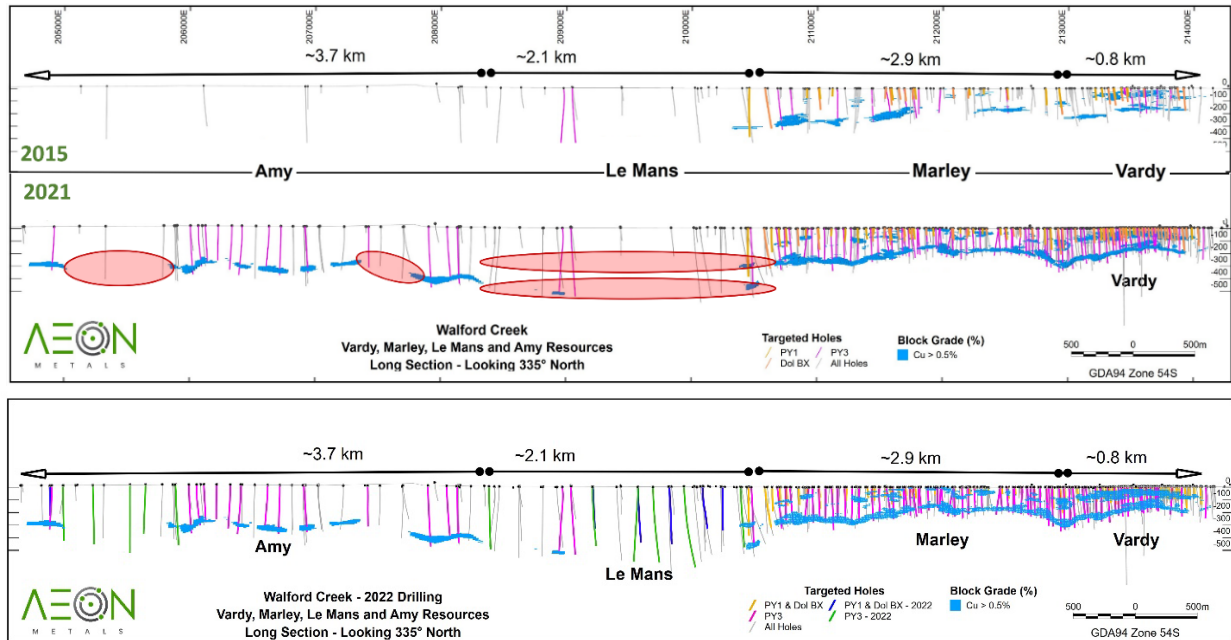 205000E 206000E 207000E 208000E 209000E 210000E 211000E 212000E 213000E 214000E
~3.7 km ~2.1 km ~2.9 km ~0.8 km
0
-100
-200
-300
-400
2015 Amy Le Mans Marley Vardy
2021
0
-100
-200
-300
-400
-500
Vardy
AEON
METALS
Walford Creek
Vardy, Marley, Le Mans and Amy Resources
Long Section - Looking 335° North
Targeted Holes Block Grade (%)
PY1 PY3 Cu > 0.5%
Dol BX All Holes
500 0 500m
GDA94 Zone 54S
~3.7 km ~2.1 km ~2.9 km ~0.8 km
0
-100
-200
-300
-400
-500
Amy Le Mans Marley Vardy
AEON
METALS
Walford Creek - 2022 Drilling
Vardy, Marley, Le Mans and Amy Resources
Long Section - Looking 335° North
Targeted Holes Block Grade (%)
PY1 & Dol BX PY1 & Dol BX - 2022 Cu > 0.5%
PY3 PY3 - 2022
All Holes
500 0 500m
GDA94 Zone 54S